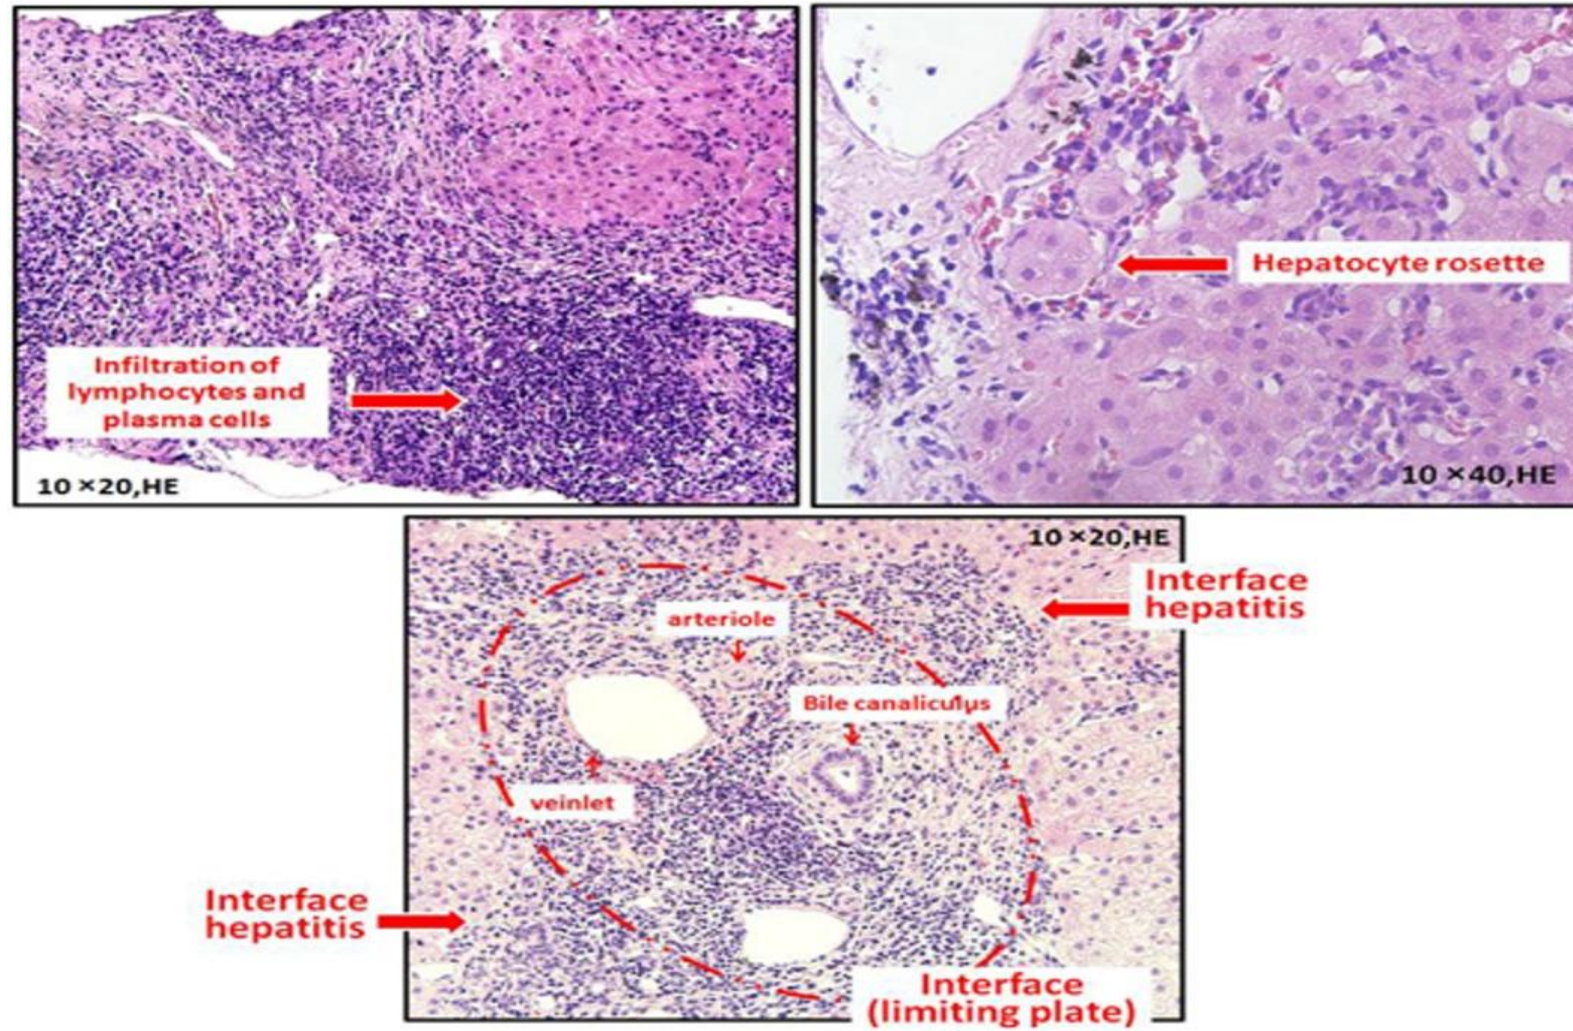 Infiltration of
lymphocytes and
plasma cells
10 ×20,HE
Hepatocyte rosette
10 ×40,HE
10 ×20,HE
Interface
hepatitis
arteriole
Bile canaliculus
veinlet
Interface
hepatitis
Interface
(limiting plate)